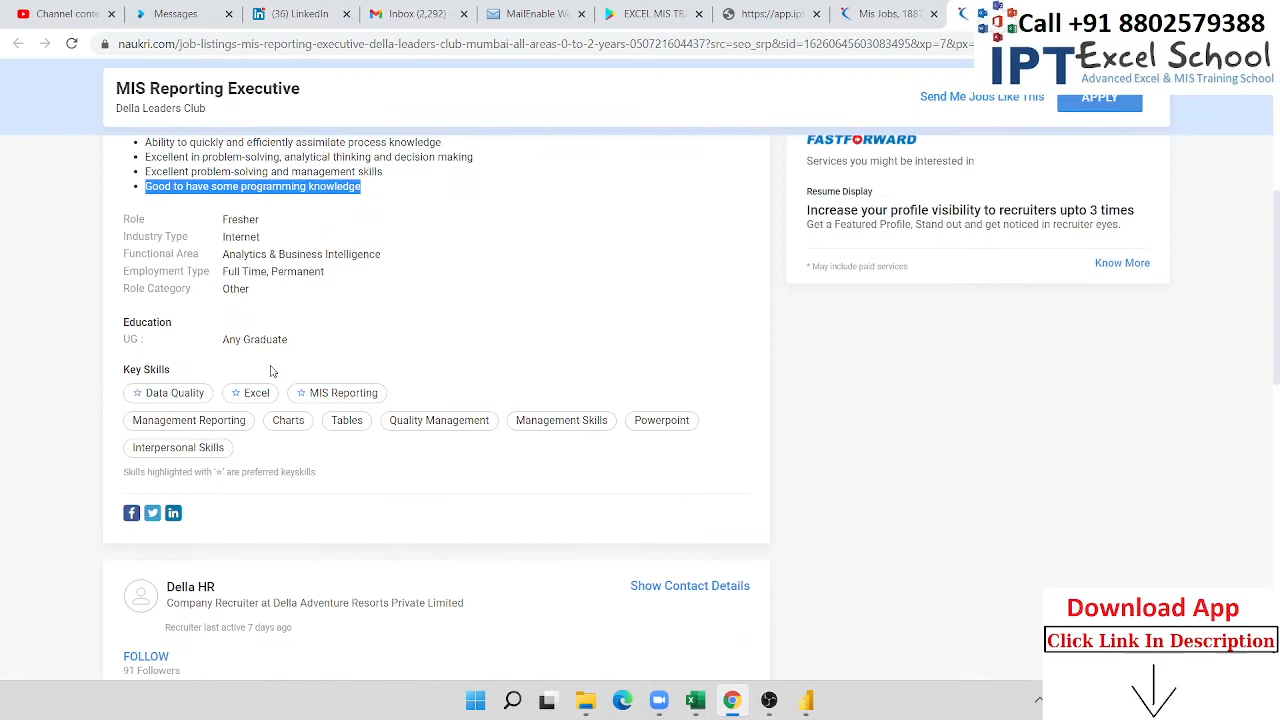 Channel conte
Messages
(36) LinkedIn
Inbox (2,292) -
MailEnable We
EXCEL MIS TR
https://app.ipt
Mis Jobs, 1887
Call +91 8802579388
IPT Excel School
Advanced Excel & MIS Training School
naukri.com/job-listings-mis-reporting-executive-della-leaders-club-mumbai-all-areas-0-to-2-years-050721604437?src=seo_srp&sid=16260645603083495&xp=7&px=
MIS Reporting Executive
Della Leaders Club
Send Me Jobs Like This
APPLY
• Ability to quickly and efficiently assimilate process knowledge
• Excellent in problem-solving, analytical thinking and decision making
• Excellent problem-solving and management skills
• Good to have some programming knowledge
Role Fresher
Industry Type Internet
Functional Area Analytics & Business Intelligence
Employment Type Full Time, Permanent
Role Category Other
Education
UG : Any Graduate
Key Skills
☆ Data Quality ☆ Excel ☆ MIS Reporting
Management Reporting Charts Tables Quality Management Management Skills Powerpoint
Interpersonal Skills
Skills highlighted with '☆' are preferred keyskills
Della HR
Company Recruiter at Della Adventure Resorts Private Limited
Show Contact Details
Recruiter last active 7 days ago
FOLLOW
91 Followers
FASTFORWARD
Services you might be interested in
Resume Display
Increase your profile visibility to recruiters upto 3 times
Get a Featured Profile, Stand out and get noticed in recruiter eyes.
* May include paid services
Know More
Download App
Click Link In Description